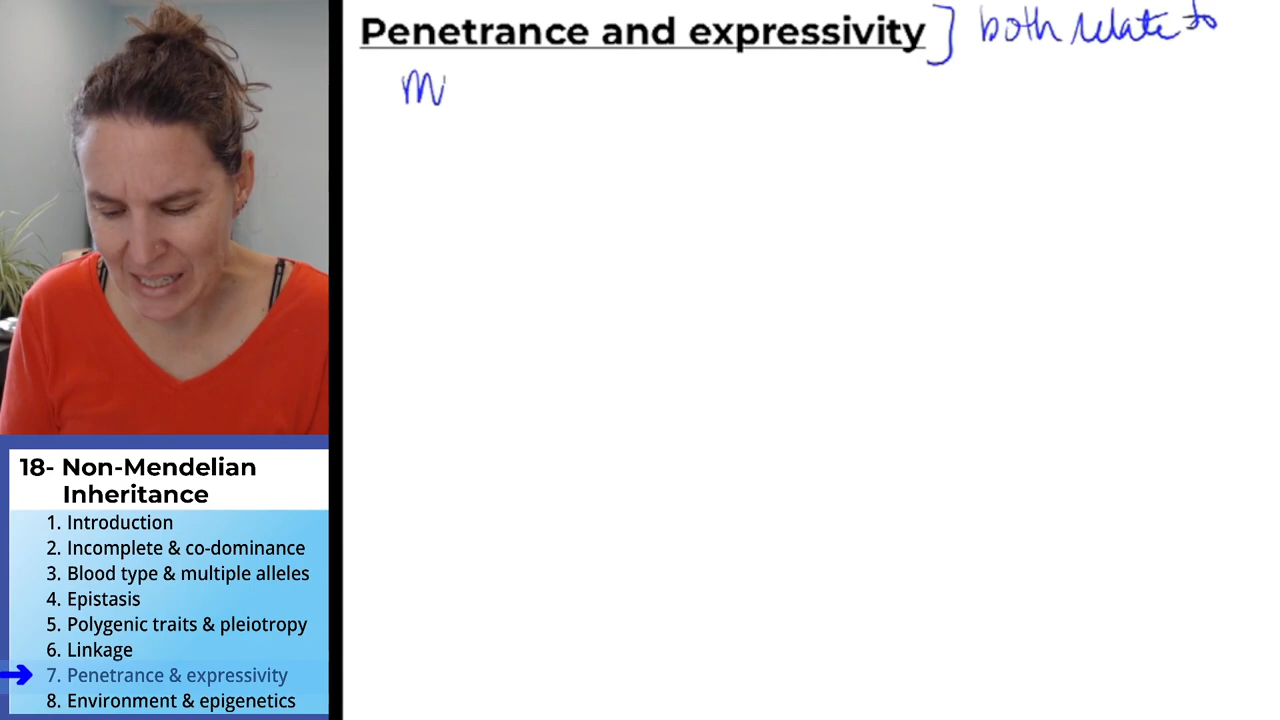 Penetrance and expressivity ] both relate to
m
18- Non-Mendelian
Inheritance
1. Introduction
2. Incomplete & co-dominance
3. Blood type & multiple alleles
4. Epistasis
5. Polygenic traits & pleiotropy
6. Linkage
7. Penetrance & expressivity
8. Environment & epigenetics